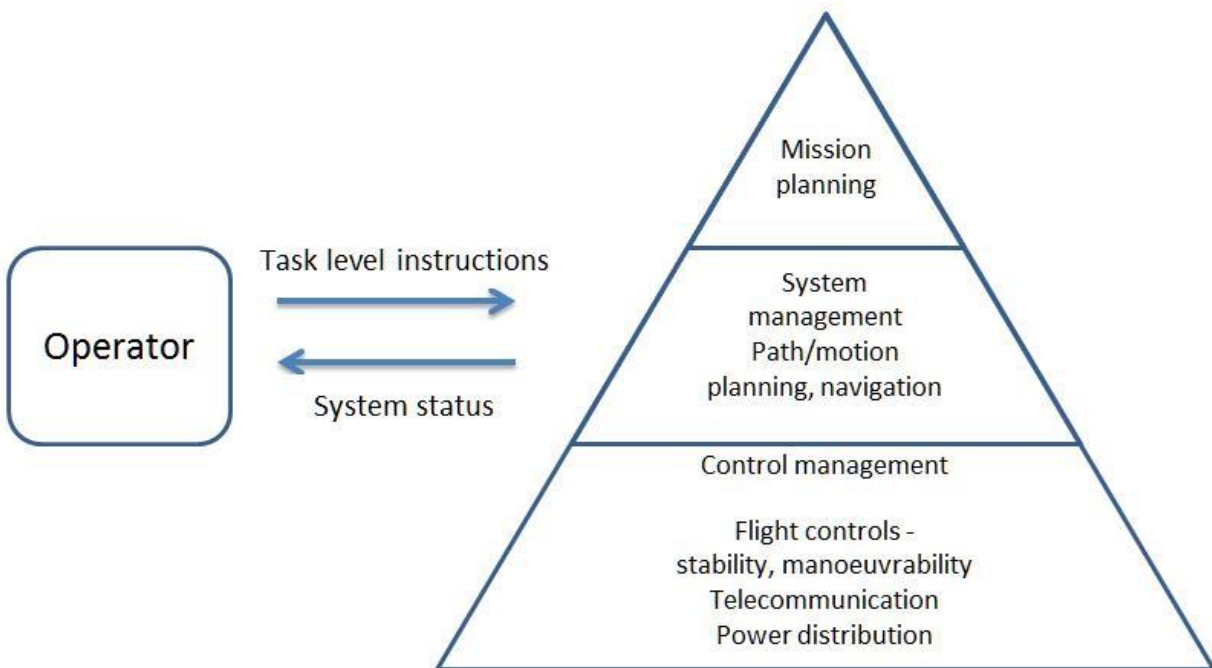 Operator
Task level instructions
System status
Mission
planning
System
management
Path/motion
planning, navigation
Control management
Flight controls -
stability, manoeuvrability
Telecommunication
Power distribution